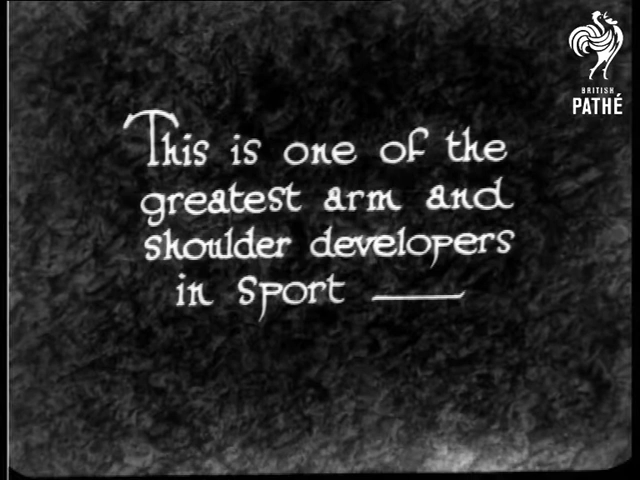 BRITISH
PATHÉ
This is one of the
greatest arm and
shoulder developers
in Sport ———